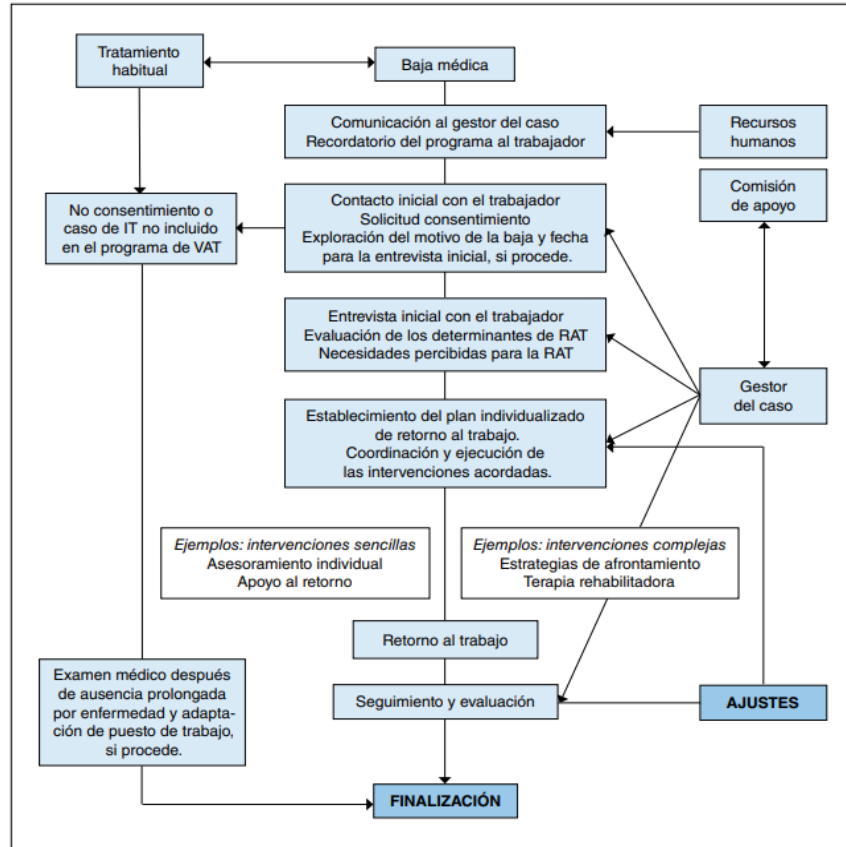 Tratamiento
habitual
Baja médica
Comunicación al gestor del caso
Recordatorio del programa al trabajador
Recursos
humanos
Contacto inicial con el trabajador
Solicitud consentimiento
Exploración del motivo de la baja y fecha
para la entrevista inicial, si procede.
Comisión
de apoyo
No consentimiento o
caso de IT no incluido
en el programa de VAT
Entrevista inicial con el trabajador
Evaluación de los determinantes de RAT
Necesidades percibidas para la RAT
Gestor
del caso
Establecimiento del plan individualizado
de retorno al trabajo.
Coordinación y ejecución de
las intervenciones acordadas.
Ejemplos: intervenciones sencillas
Asesoramiento individual
Apoyo al retorno
Ejemplos: intervenciones complejas
Estrategias de afrontamiento
Terapia rehabilitadora
Retorno al trabajo
Examen médico después
de ausencia prolongada
por enfermedad y adapta-
ción de puesto de trabajo,
si procede.
Seguimiento y evaluación
AJUSTES
FINALIZACIÓN